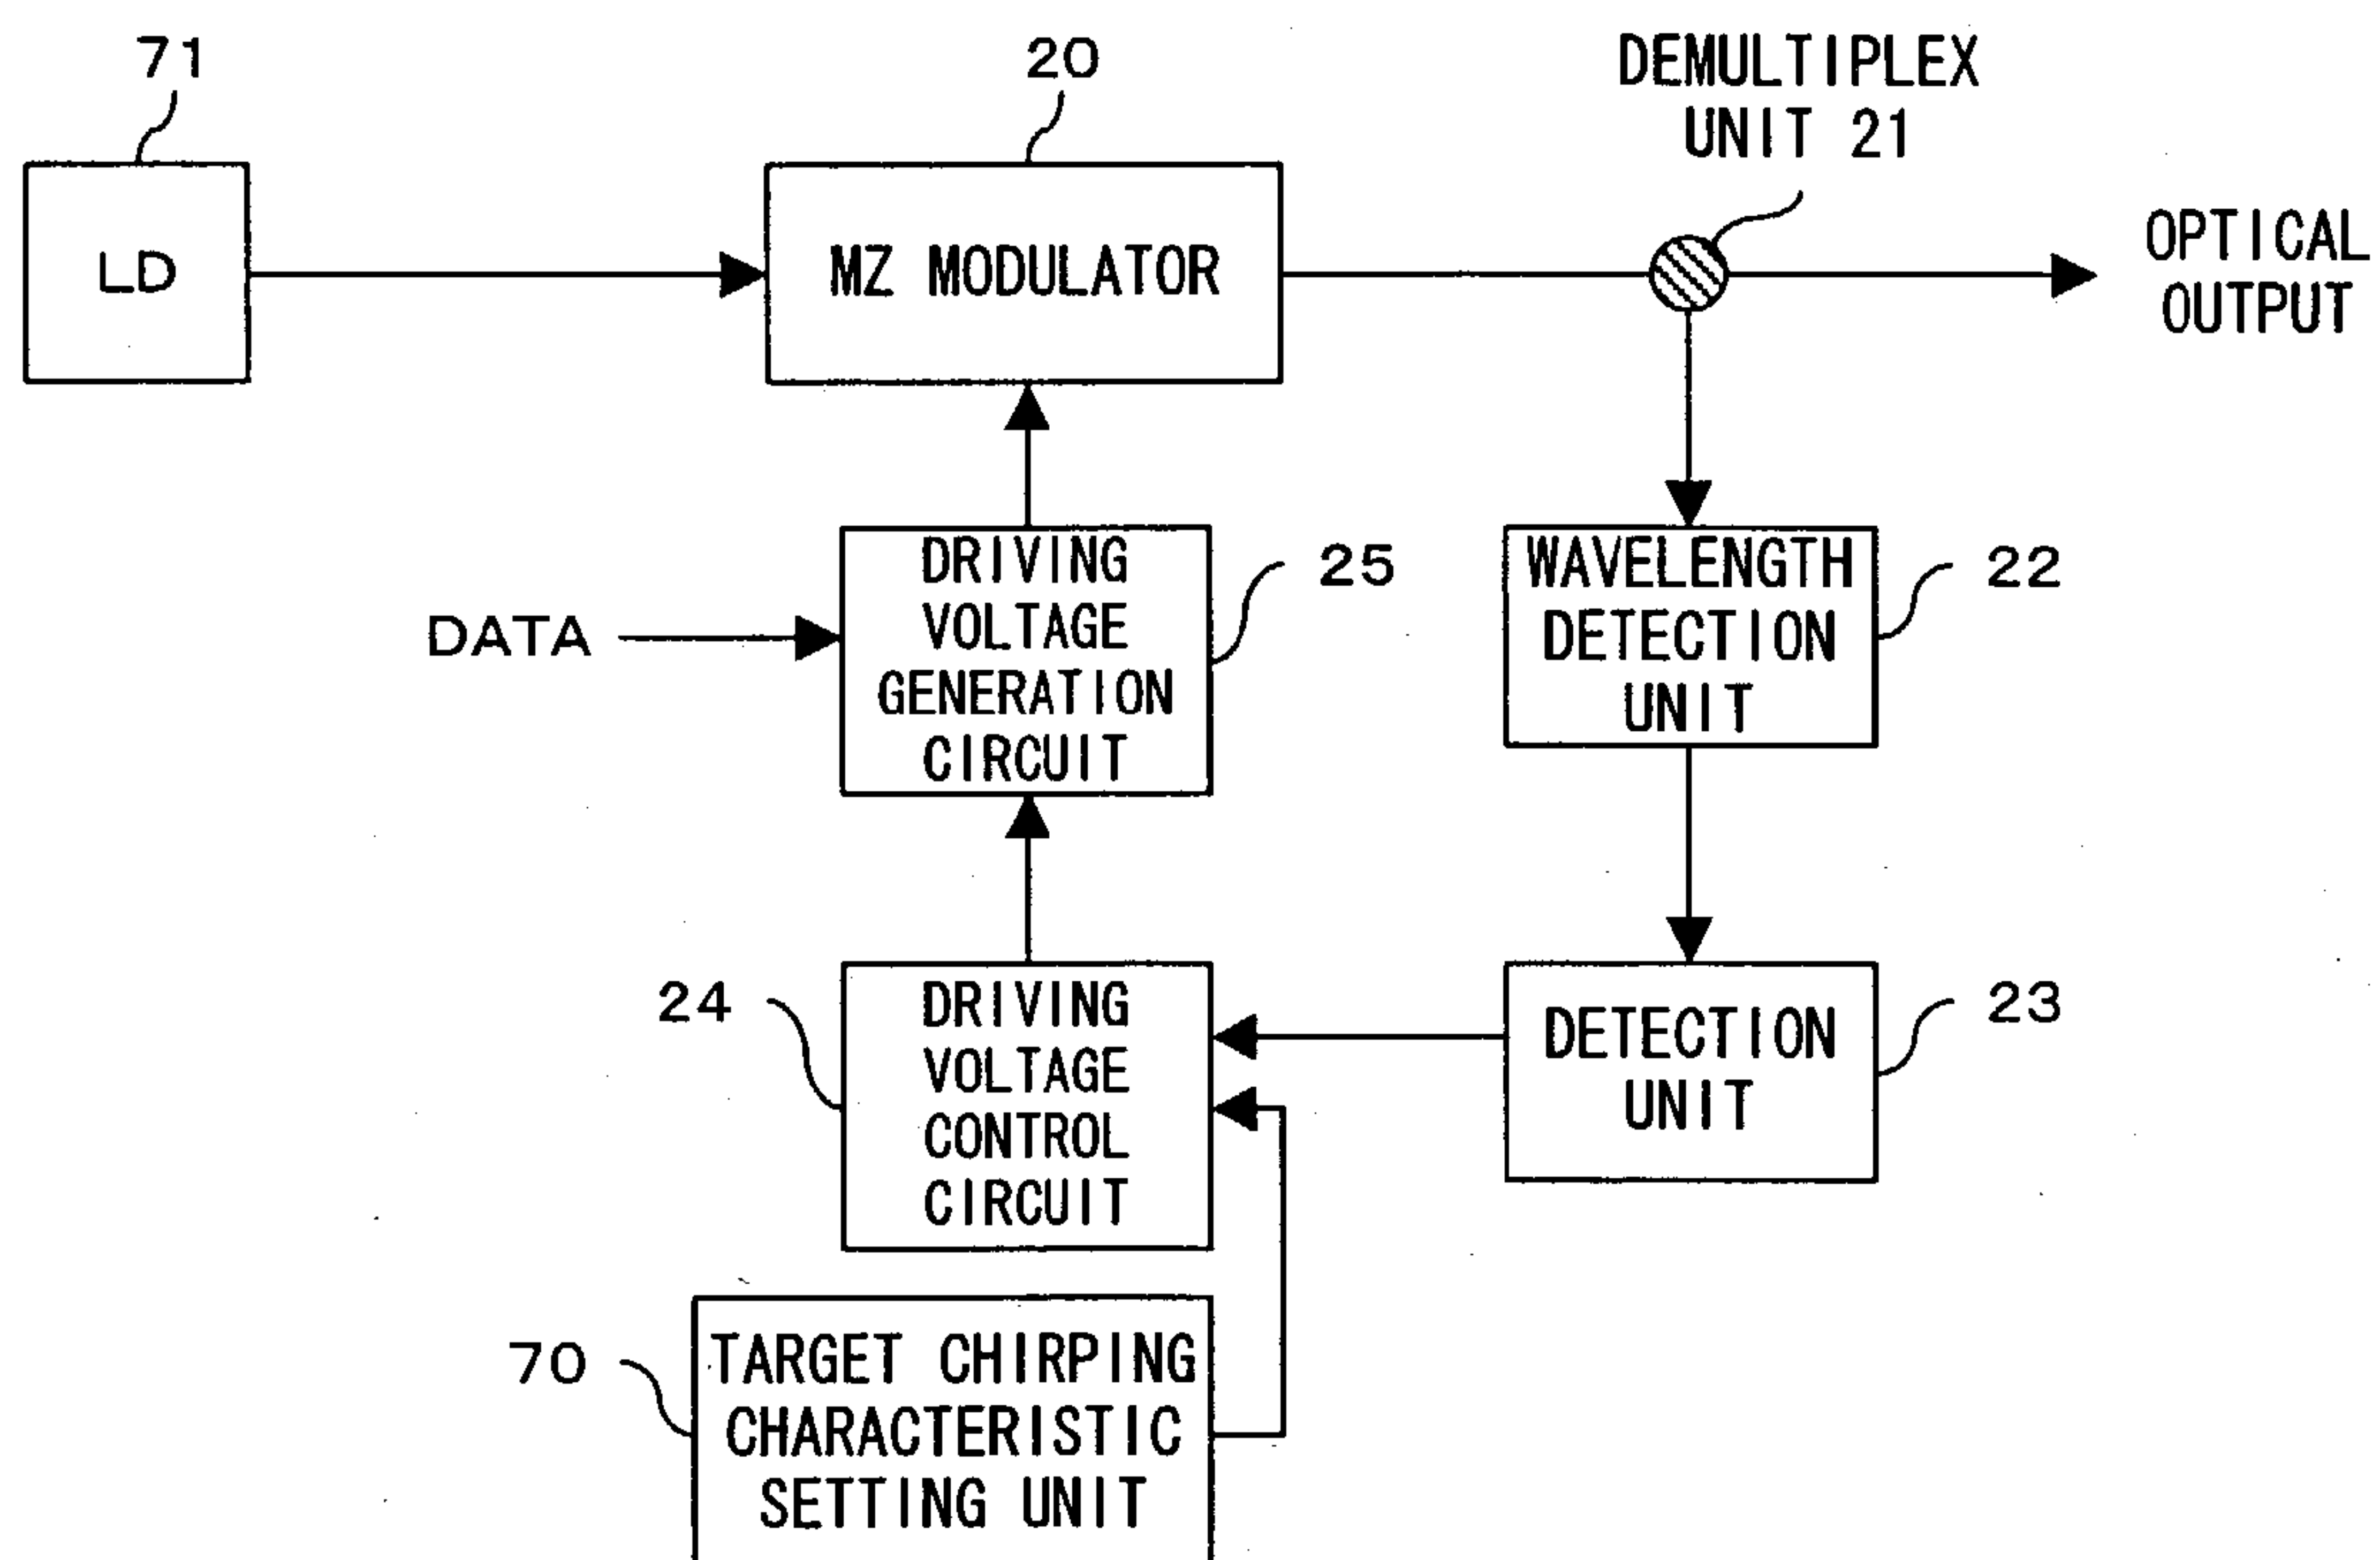 71
20
DEMULTIPLEX
UNIT 21
LD
MZ MODULATOR
OPTICAL
OUTPUT
DATA
DRIVING
VOLTAGE
GENERATION
CIRCUIT
25
WAVELENGTH
DETECTION
UNIT
22
24
DRIVING
VOLTAGE
CONTROL
CIRCUIT
DETECTION
UNIT
23
70
TARGET CHIRPING
CHARACTERISTIC
SETTING UNIT